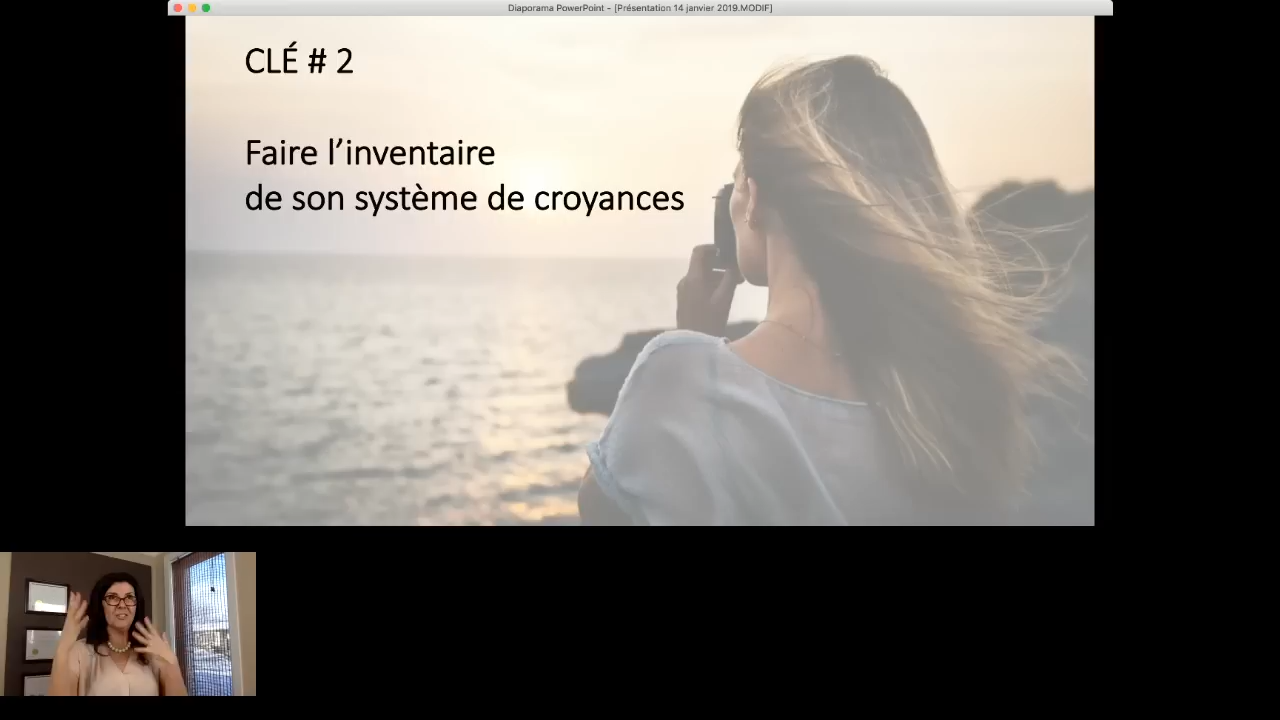 Diaporama PowerPoint - [Présentation 14 janvier 2019.MODIF]
CLÉ # 2
Faire l’inventaire
de son système de croyances